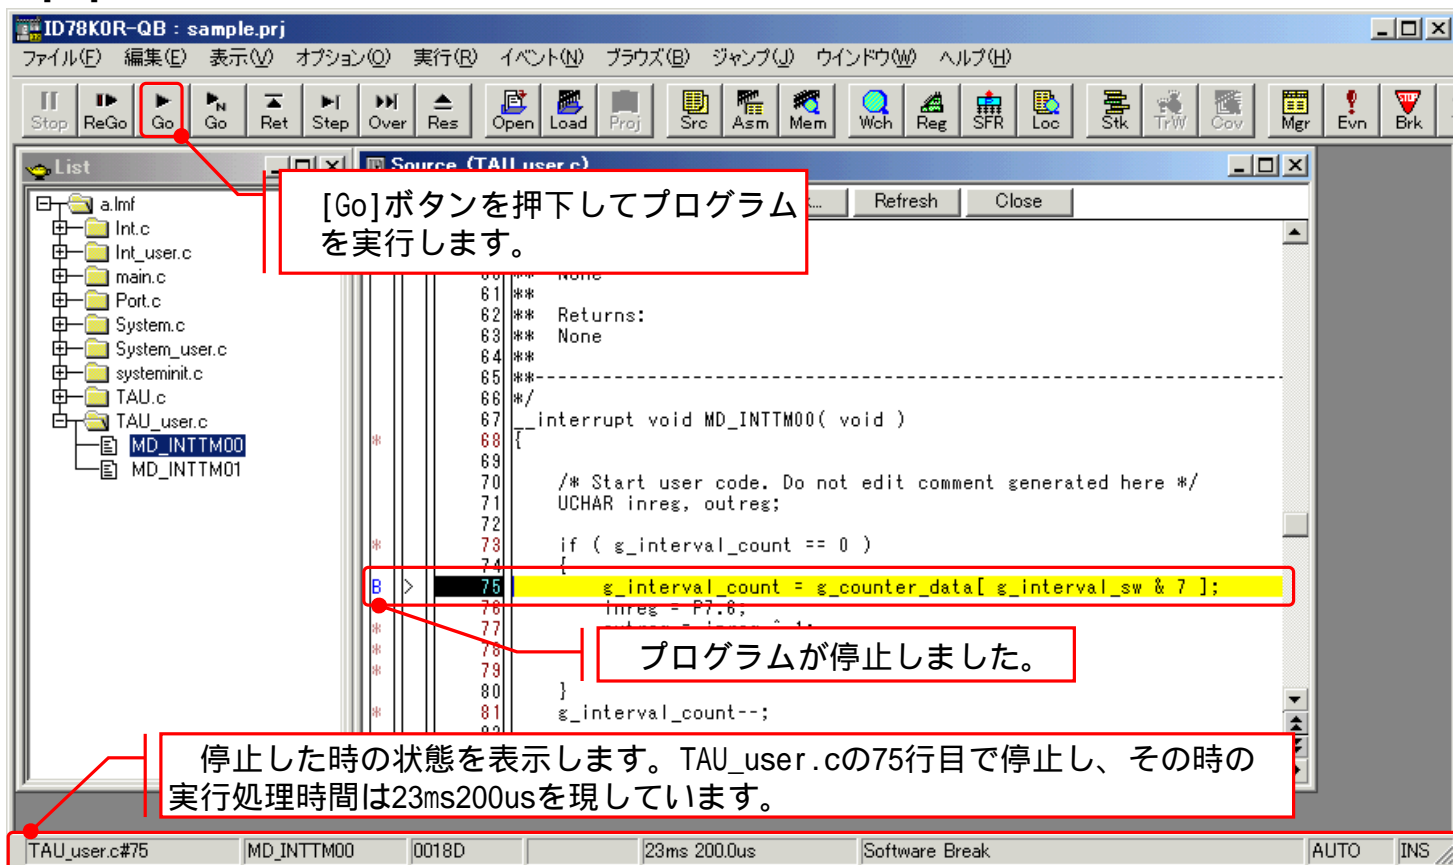 ID78K0R-QB : sample.prj
ファイル(F) 編集(E) 表示(V) オプション(O) 実行(R) イベント(N) ブラウズ(B) ジャンプ(J) ウインドウ(W) ヘルプ(H)
Stop ReGo Go Go Ret Step Over Res Open Load Proj Src Asm Mem Wch Reg SFR Loc Stk TrW Cov Mgr Evn Brk
List
Source (TAU_user.c)
[Go]ボタンを押下してプログラム
を実行します。
Refresh Close
a.lmf
Int.c
Int_user.c
main.c
Port.c
System.c
System_user.c
systeminit.c
TAU.c
TAU_user.c
MD_INTTM00
MD_INTTM01
60 ** None
61 **
62 ** Returns:
63 ** None
64 **
65 **-----------------------------------------------------------------------
66 */
67 __interrupt void MD_INTTM00( void )
* 68 {
69
70 /* Start user code. Do not edit comment generated here */
71 UCHAR inreg, outreg;
72
* 73 if ( g_interval_count == 0 )
74 {
B > 75 g_interval_count = g_counter_data[ g_interval_sw & 7 ];
76 inreg = P7.6;
* 77 outreg = inreg ^ 1;
* 78
* 79
プログラムが停止しました。
80 }
* 81 g_interval_count--;
82
停止した時の状態を表示します。TAU_user.cの75行目で停止し、その時の
実行処理時間は23ms200usを現しています。
TAU_user.c#75 MD_INTTM00 0018D 23ms 200.0us Software Break AUTO INS